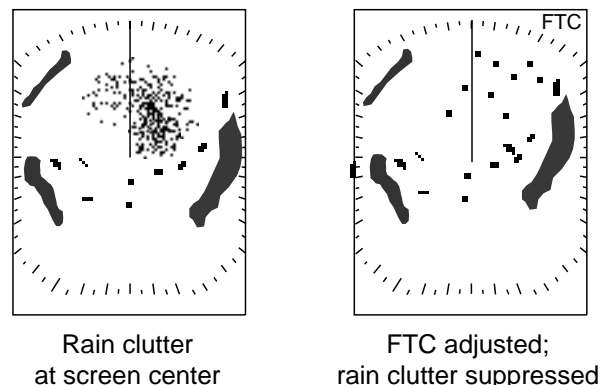 FTC
Rain clutter
at screen center
FTC adjusted;
rain clutter suppressed